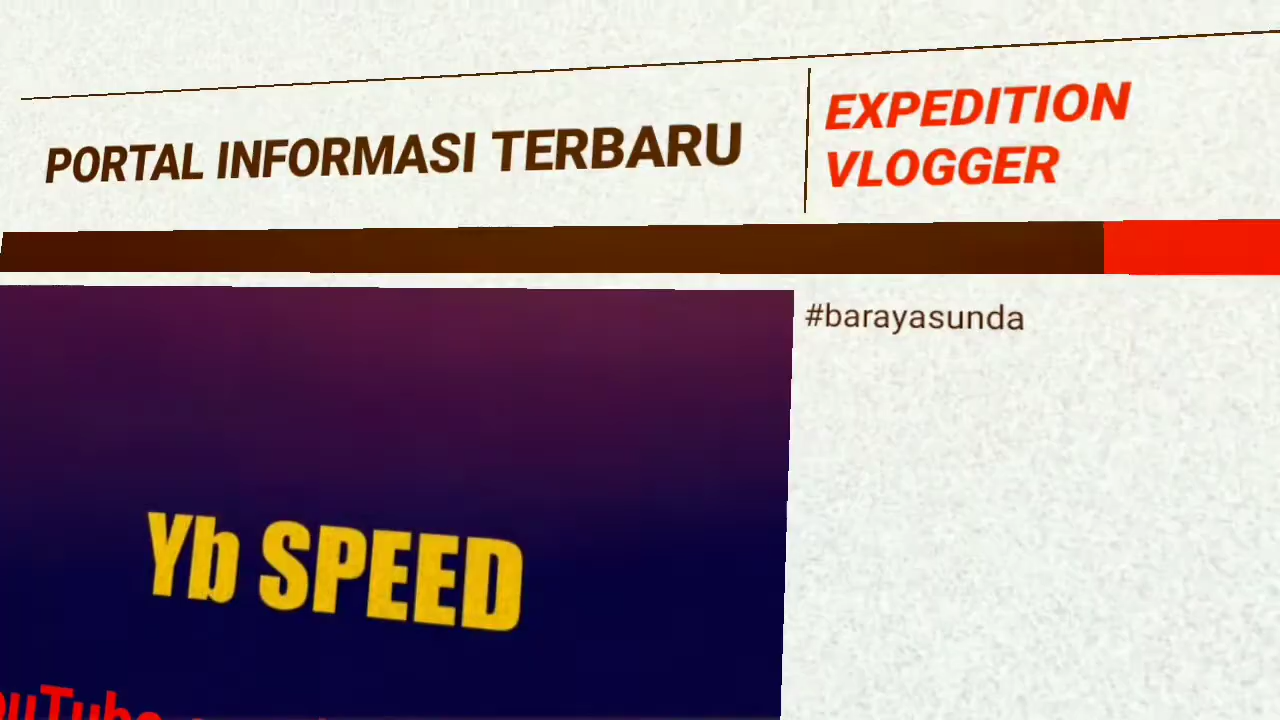 PORTAL INFORMASI TERBARU
EXPEDITION
VLOGGER
#barayasunda
Yb SPEED